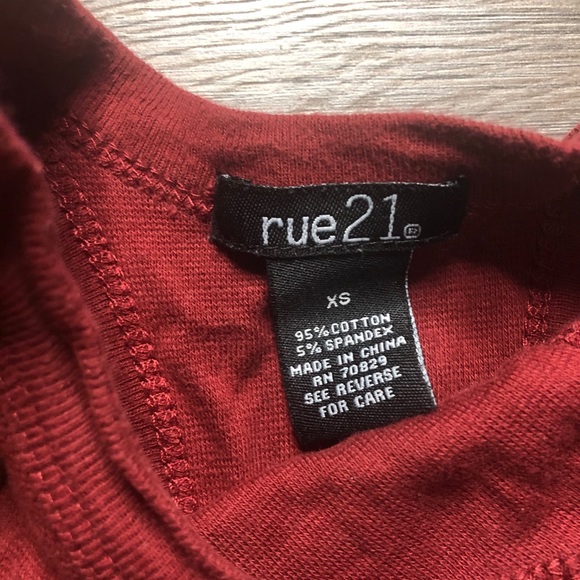 rue21®
XS
95% COTTON
5% SPANDEX
MADE IN CHINA
RN 70829
SEE REVERSE
FOR CARE